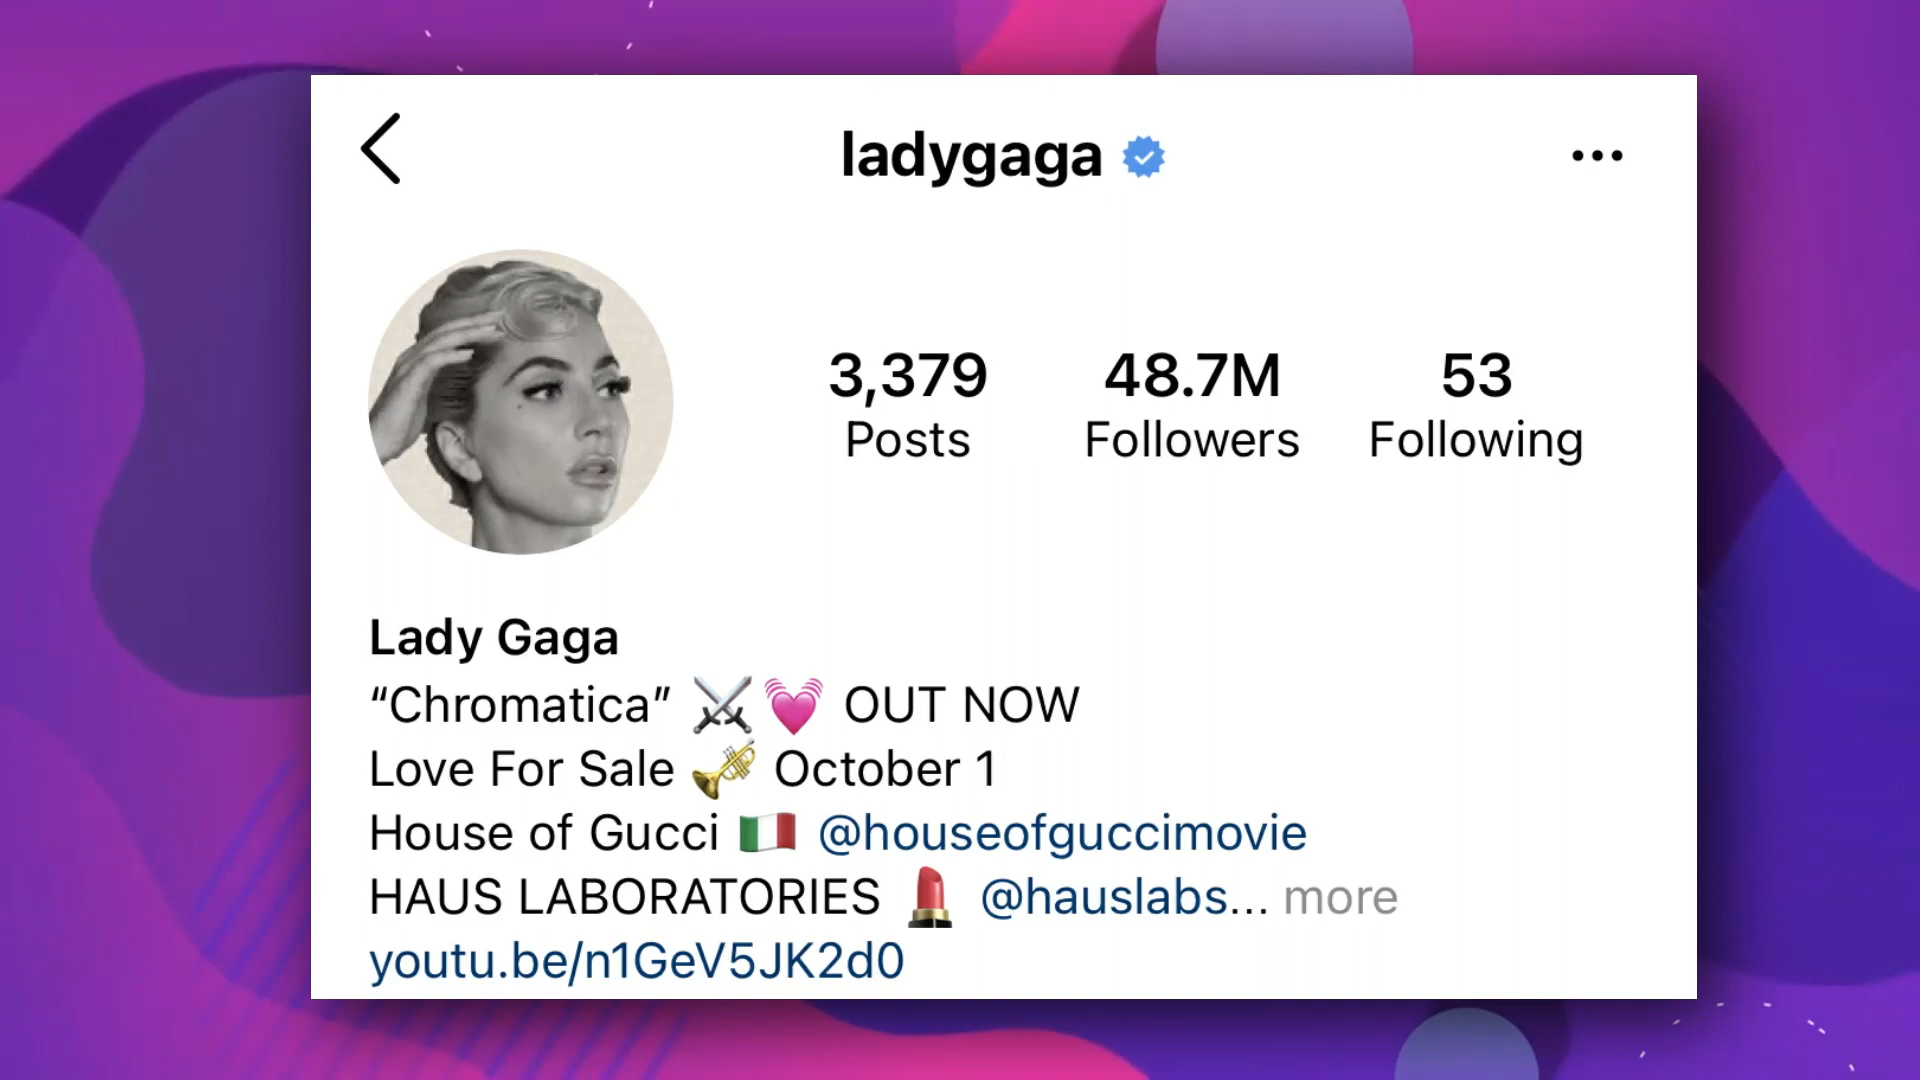 ladygaga
3,379 48.7M 53
Posts Followers Following
Lady Gaga
“Chromatica” ⚔️💓 OUT NOW
Love For Sale 🎺 October 1
House of Gucci 🇮🇹 @houseofguccimovie
HAUS LABORATORIES 💄 @hauslabs... more
youtu.be/n1GeV5JK2d0